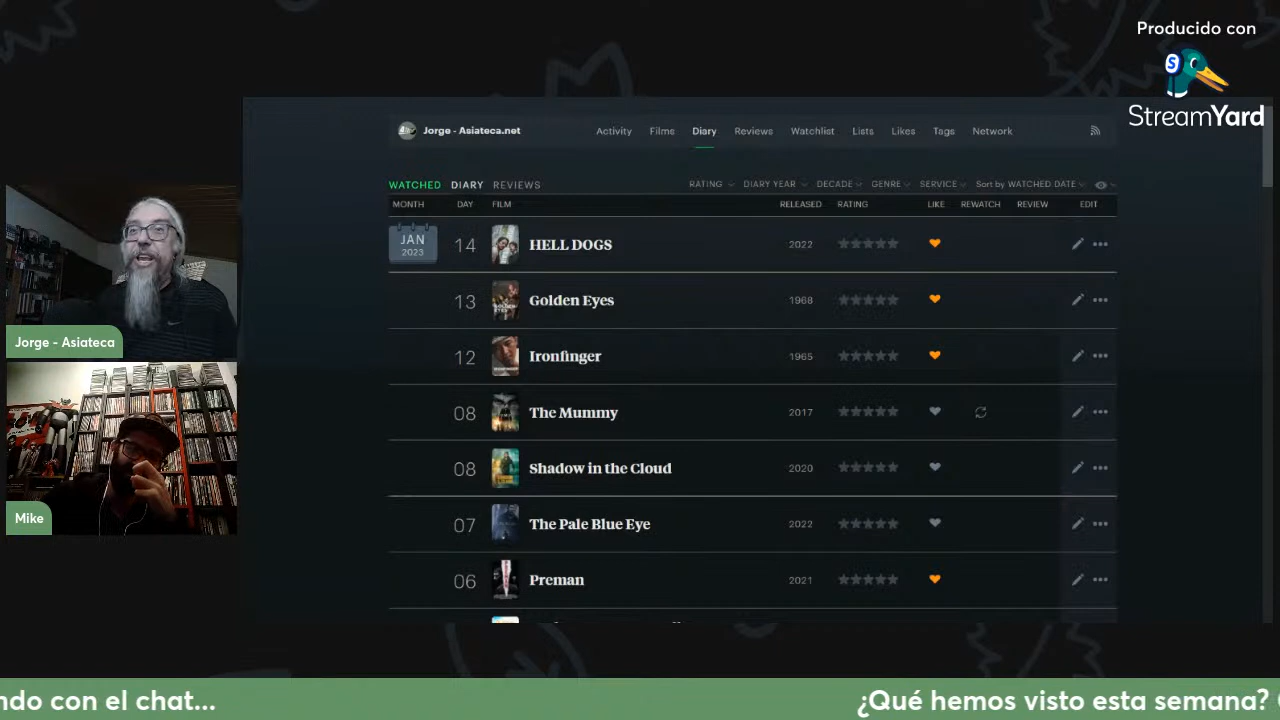 Producido con
StreamYard
Jorge - Asiateca.net Activity Films Diary Reviews Watchlist Lists Likes Tags Network
WATCHED DIARY REVIEWS RATING DIARY YEAR DECADE GENRE SERVICE Sort by WATCHED DATE
MONTH DAY FILM RELEASED RATING LIKE REWATCH REVIEW EDIT
JAN
2023
14 HELL DOGS 2022
13 Golden Eyes 1968
12 Ironfinger 1965
08 The Mummy 2017
08 Shadow in the Cloud 2020
07 The Pale Blue Eye 2022
06 Preman 2021
Jorge - Asiateca
Mike
ndo con el chat... ¿Qué hemos visto esta semana?